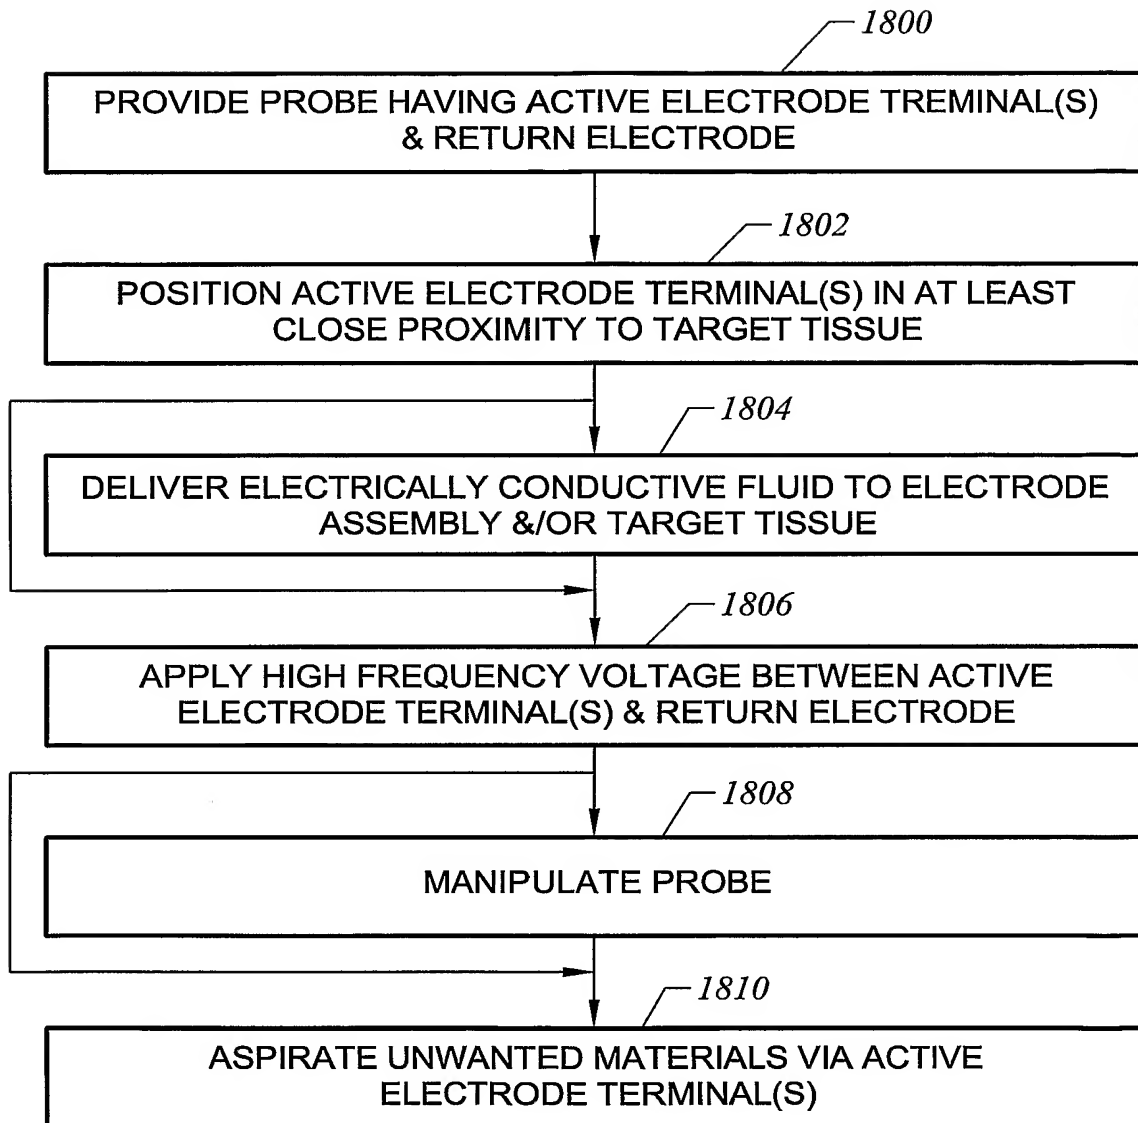 1800
PROVIDE PROBE HAVING ACTIVE ELECTRODE TREMINAL(S)
& RETURN ELECTRODE
1802
POSITION ACTIVE ELECTRODE TERMINAL(S) IN AT LEAST
CLOSE PROXIMITY TO TARGET TISSUE
1804
DELIVER ELECTRICALLY CONDUCTIVE FLUID TO ELECTRODE
ASSEMBLY &/OR TARGET TISSUE
1806
APPLY HIGH FREQUENCY VOLTAGE BETWEEN ACTIVE
ELECTRODE TERMINAL(S) & RETURN ELECTRODE
1808
MANIPULATE PROBE
1810
ASPIRATE UNWANTED MATERIALS VIA ACTIVE
ELECTRODE TERMINAL(S)